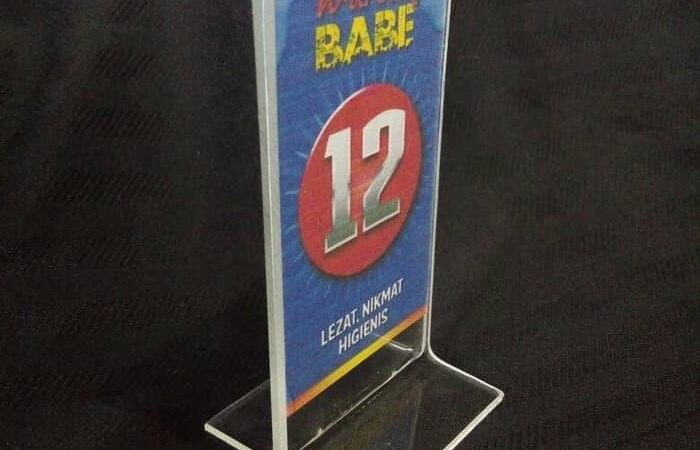 BABE
12
LEZAT. NIKMAT
HIGIENIS